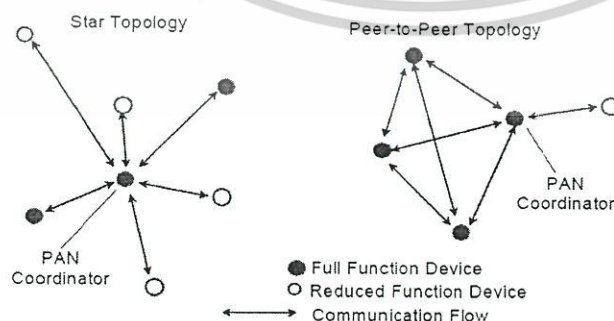 Star Topology
Peer-to-Peer Topology
PAN
Coordinator
PAN
Coordinator
Full Function Device
Reduced Function Device
Communication Flow